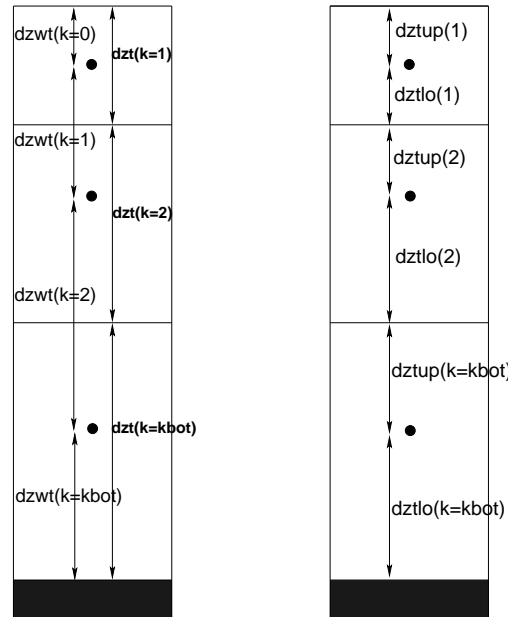 dzwt(k=0)
dzt(k=1)
dzwt(k=1)
dzt(k=2)
dzwt(k=2)
dzt(k=kbot)
dzwt(k=kbot)
dztup(1)
dztlo(1)
dztup(2)
dztlo(2)
dztup(k=kbot)
dztlo(k=kbot)